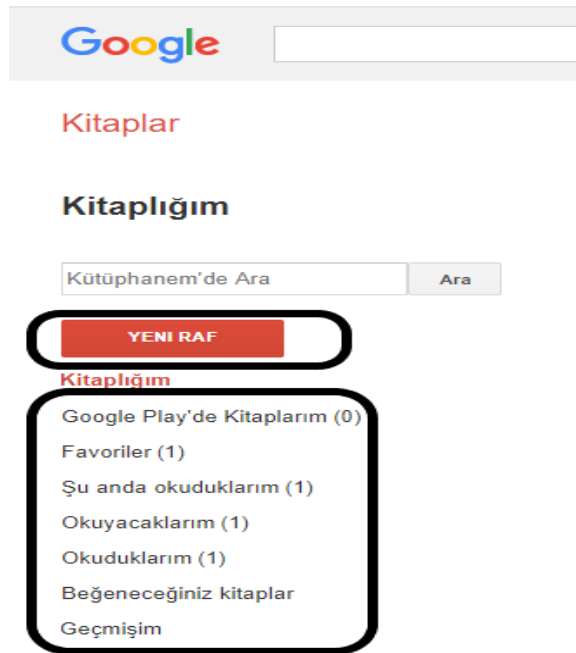 Google
Kitaplar
Kitaplığım
Kütüphanem'de Ara
Ara
YENI RAF
Kitaplığım
Google Play'de Kitaplarım (0)
Favoriler (1)
Şu anda okuduklarım (1)
Okuyacaklarım (1)
Okuduklarım (1)
Beğeneceğiniz kitaplar
Geçmişim